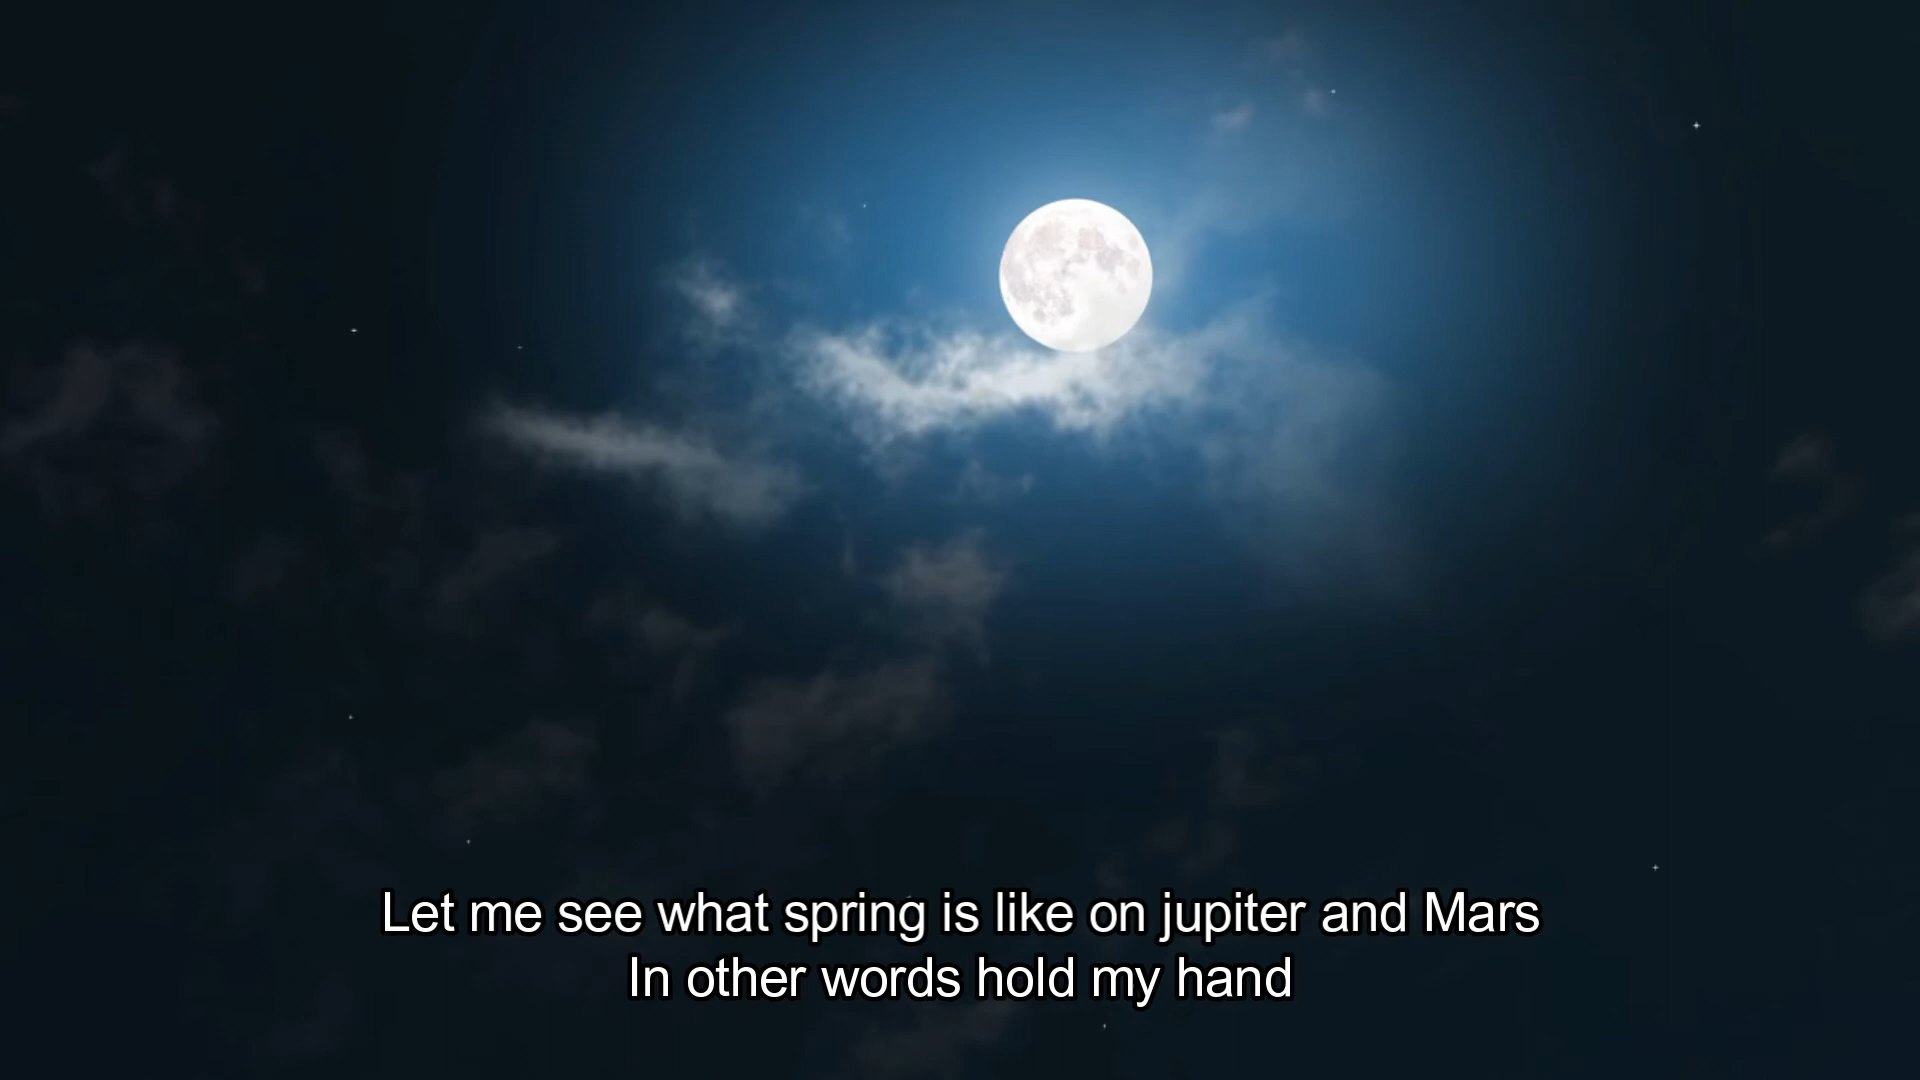 Let me see what spring is like on jupiter and Mars
In other words hold my hand